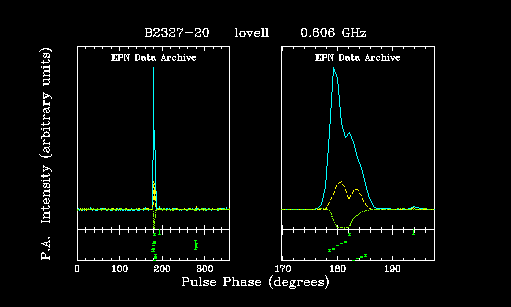 B2327-20 lovell 0.606 GHz
EPN Data Archive EPN Data Archive
P.A. Intensity (arbitrary units)
0 100 200 300 170 180 190
Pulse Phase (degrees)